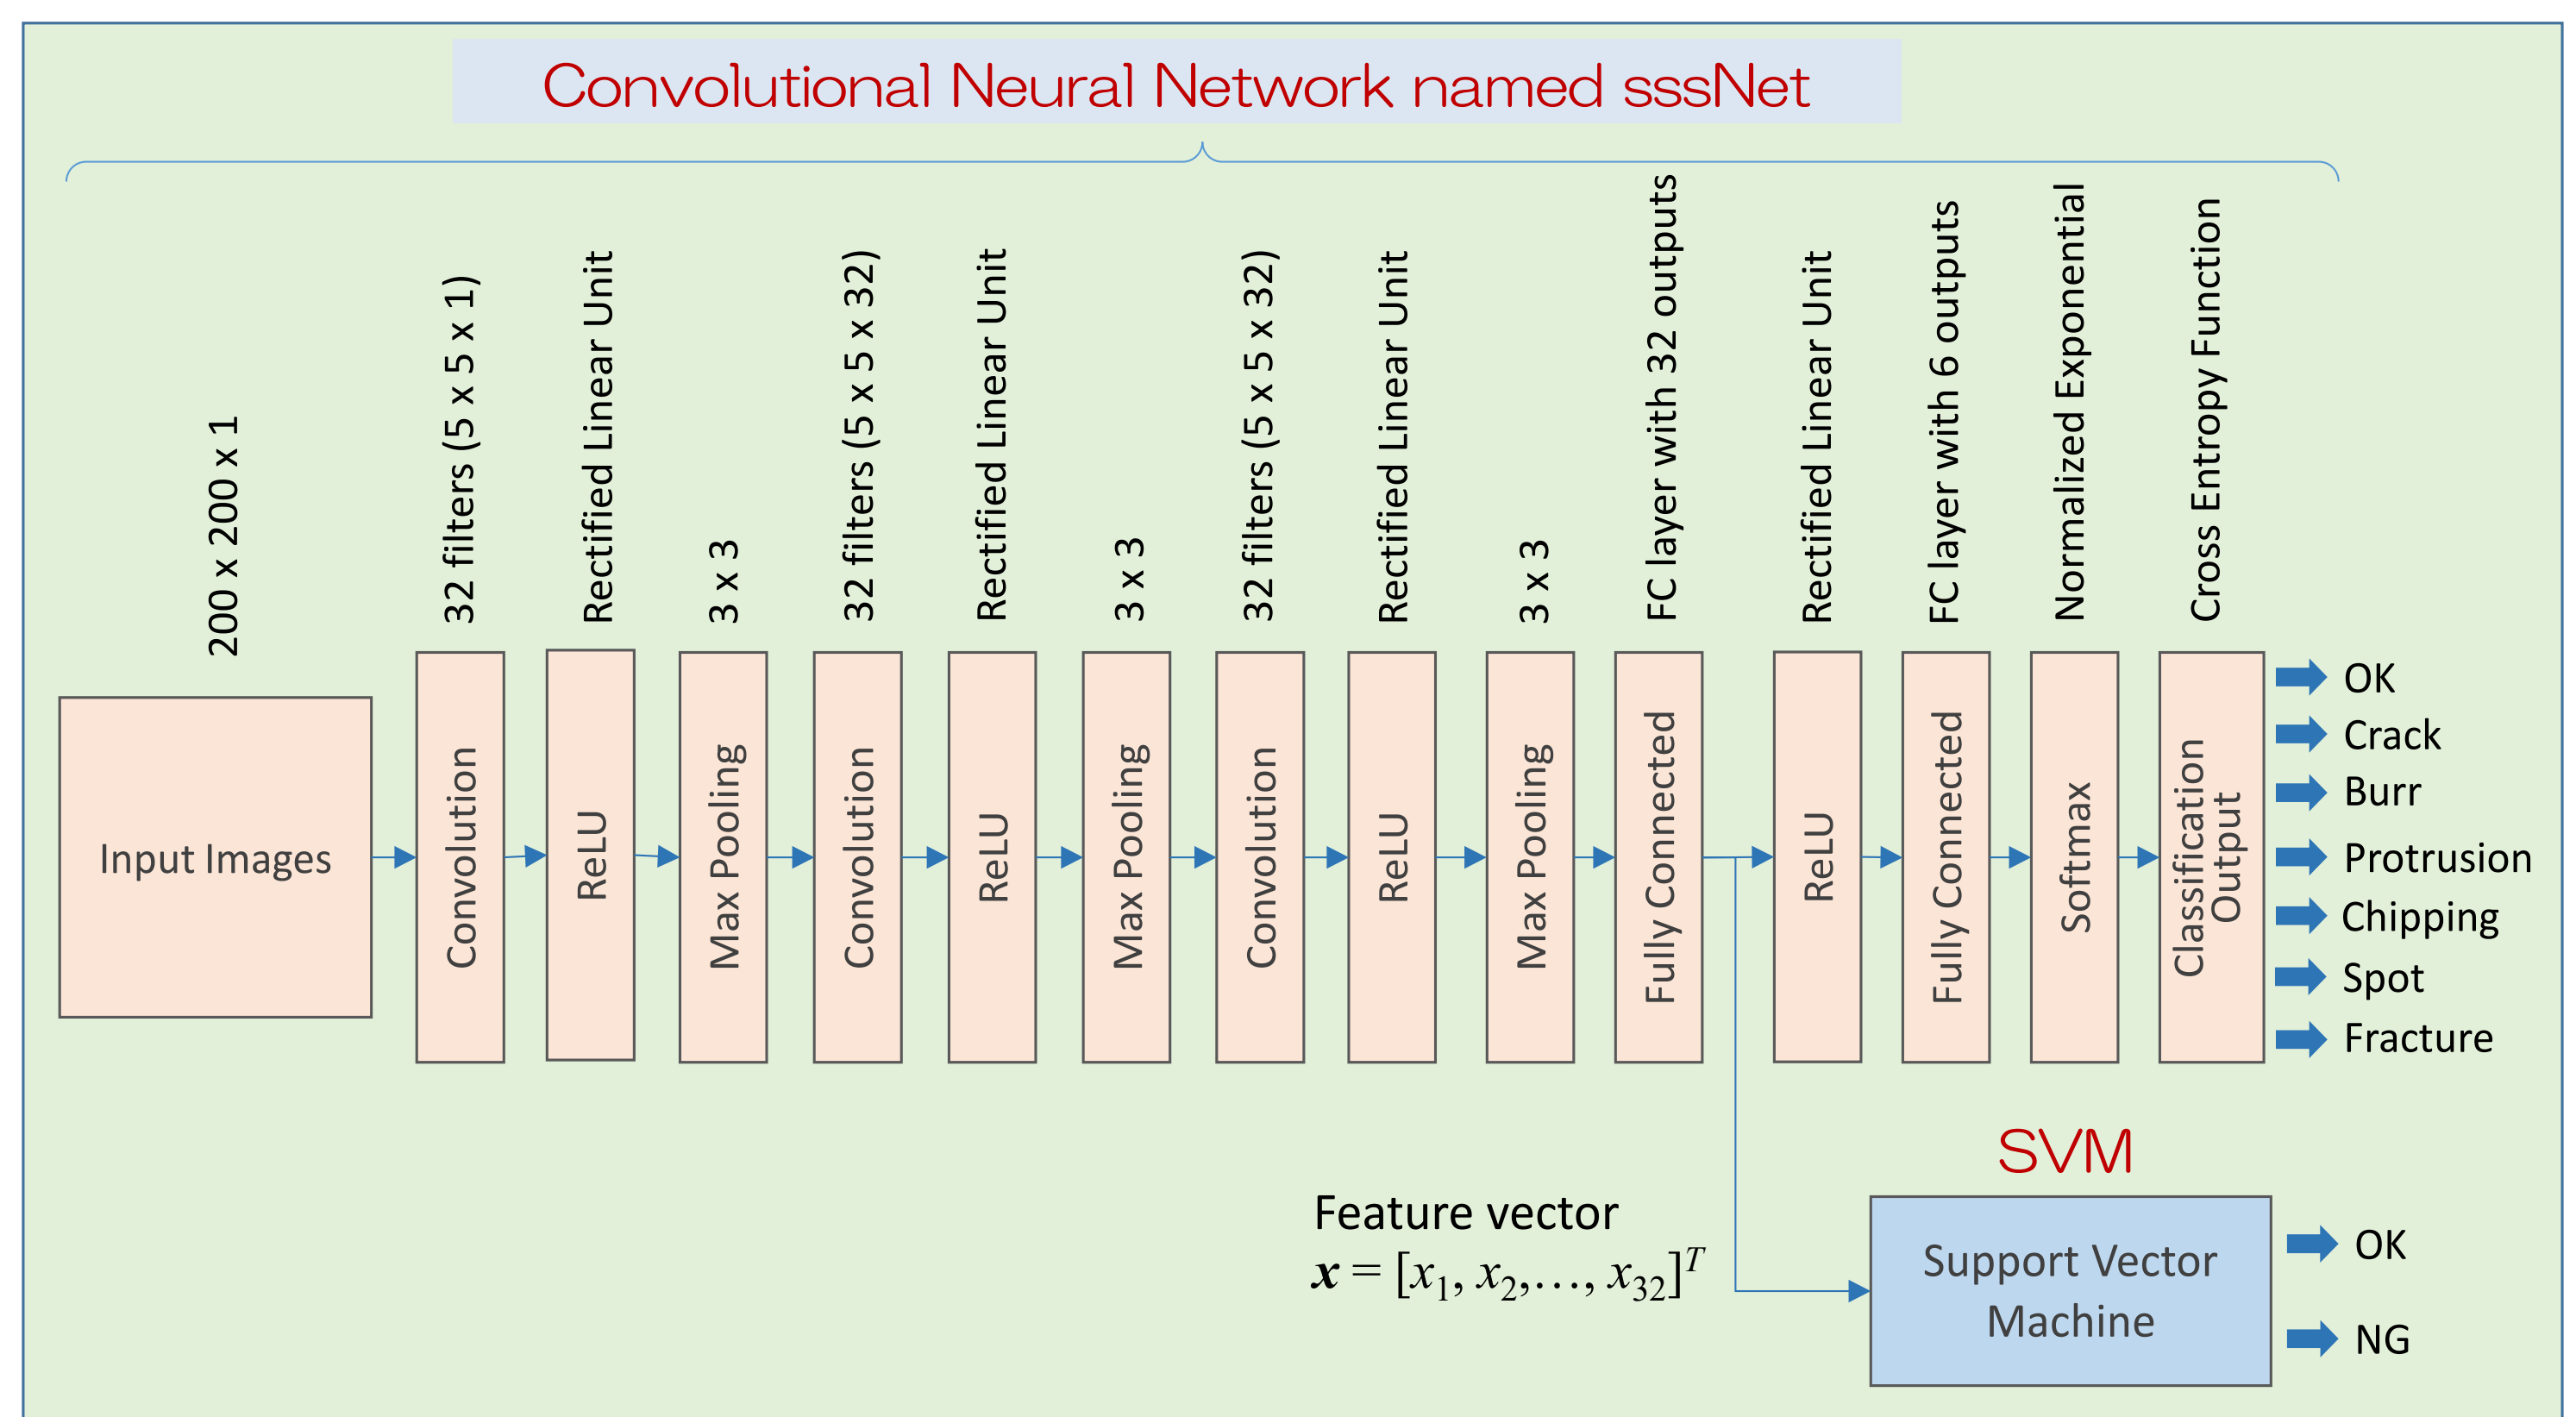 Convolutional Neural Network named sssNet
200 x 200 x 1
32 filters (5 x 5 x 1)
Rectified Linear Unit
3 x 3
32 filters (5 x 5 x 32)
Rectified Linear Unit
3 x 3
32 filters (5 x 5 x 32)
Rectified Linear Unit
3 x 3
FC layer with 32 outputs
Rectified Linear Unit
FC layer with 6 outputs
Normalized Exponential
Cross Entropy Function
Input Images
Convolution
ReLU
Max Pooling
Convolution
ReLU
Max Pooling
Convolution
ReLU
Max Pooling
Fully Connected
ReLU
Fully Connected
Softmax
Classification
Output
OK
Crack
Burr
Protrusion
Chipping
Spot
Fracture
SVM
Feature vector
x = [x1, x2,..., x32]T
Support Vector
Machine
OK
NG